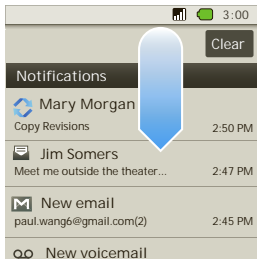 3:00
Clear
Notifications
Mary Morgan
Copy Revisions 2:50 PM
Jim Somers
Meet me outside the theater... 2:47 PM
New email
paul.wang6@gmail.com(2) 2:45 PM
New voicemail